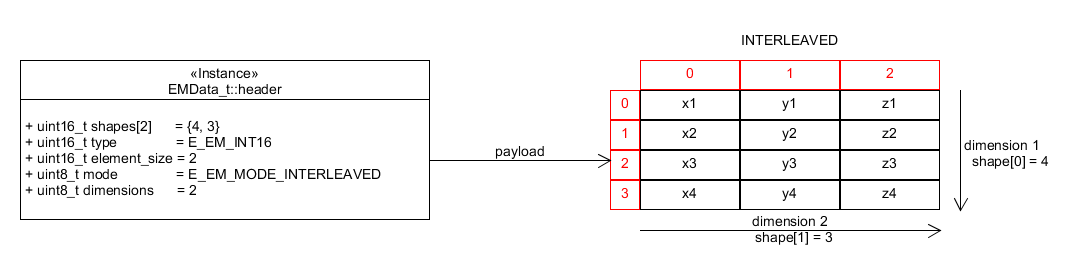 INTERLEAVED
«Instance»
EMData_t::header
+ uint16_t shapes[2] = {4, 3}
+ uint16_t type = E_EM_INT16
+ uint16_t element_size = 2
+ uint8_t mode = E_EM_MODE_INTERLEAVED
+ uint8_t dimensions = 2
payload
0 1 2
0 x1 y1 z1
1 x2 y2 z2
2 x3 y3 z3
3 x4 y4 z4
dimension 1
shape[0] = 4
dimension 2
shape[1] = 3